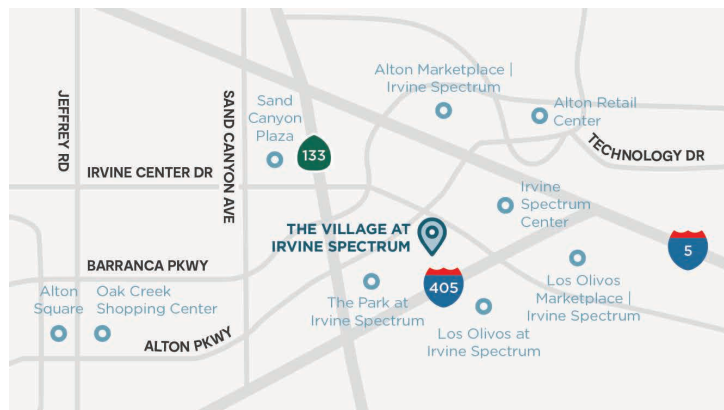 Alton Marketplace |
Irvine Spectrum
JEFFREY RD
SAND CANYON AVE
Sand
Canyon
Plaza
Alton Retail
Center
133
TECHNOLOGY DR
IRVINE CENTER DR
Irvine
Spectrum
Center
THE VILLAGE AT
IRVINE SPECTRUM
5
BARRANCA PKWY
405
Alton
Square
Oak Creek
Shopping Center
The Park at
Irvine Spectrum
Los Olivos
Marketplace |
Irvine Spectrum
Los Olivos at
Irvine Spectrum
ALTON PKWY